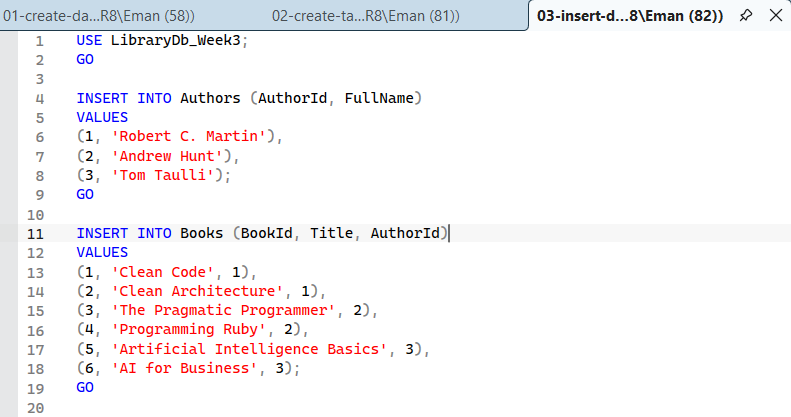 01-create-da...R8\Eman (58)) 02-create-ta...R8\Eman (81)) 03-insert-d...8\Eman (82))
1 USE LibraryDb_Week3;
2 GO
3
4 INSERT INTO Authors (AuthorId, FullName)
5 VALUES
6 (1, 'Robert C. Martin'),
7 (2, 'Andrew Hunt'),
8 (3, 'Tom Taulli');
9 GO
10
11 INSERT INTO Books (BookId, Title, AuthorId)
12 VALUES
13 (1, 'Clean Code', 1),
14 (2, 'Clean Architecture', 1),
15 (3, 'The Pragmatic Programmer', 2),
16 (4, 'Programming Ruby', 2),
17 (5, 'Artificial Intelligence Basics', 3),
18 (6, 'AI for Business', 3);
19 GO
20